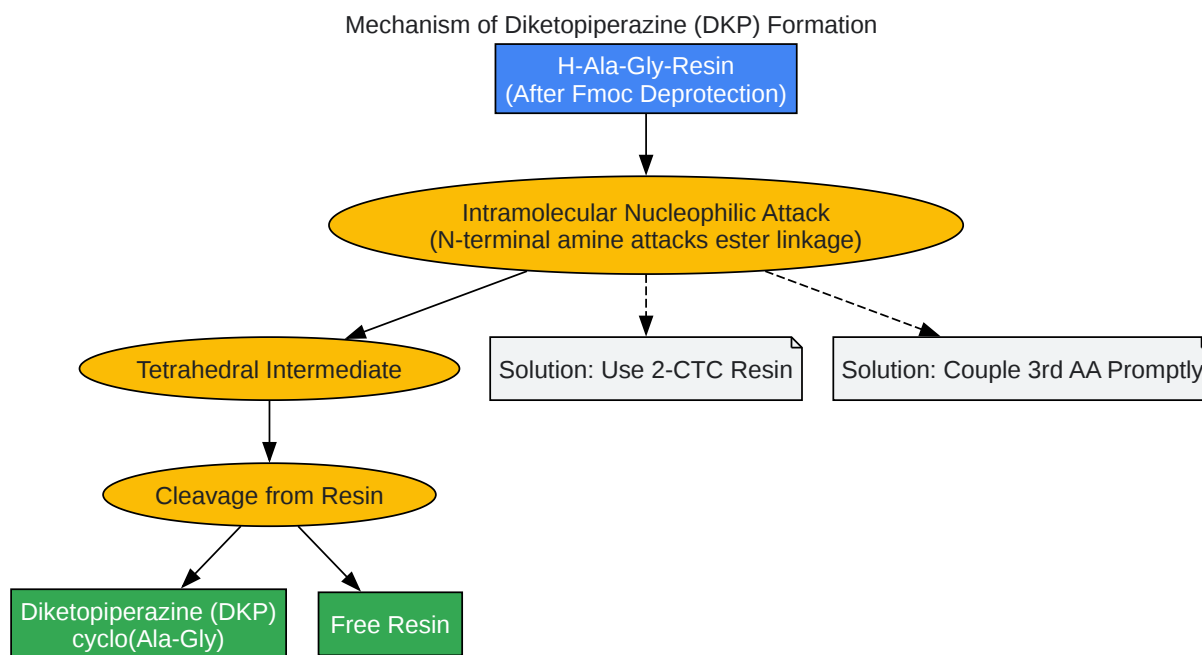 Mechanism of Diketopiperazine (DKP) Formation
H-Ala-Gly-Resin
(After Fmoc Deprotection)
Intramolecular Nucleophilic Attack
(N-terminal amine attacks ester linkage)
Tetrahedral Intermediate
Solution: Use 2-CTC Resin
Solution: Couple 3rd AA Promptly
Cleavage from Resin
Diketopiperazine (DKP)
cyclo(Ala-Gly)
Free Resin